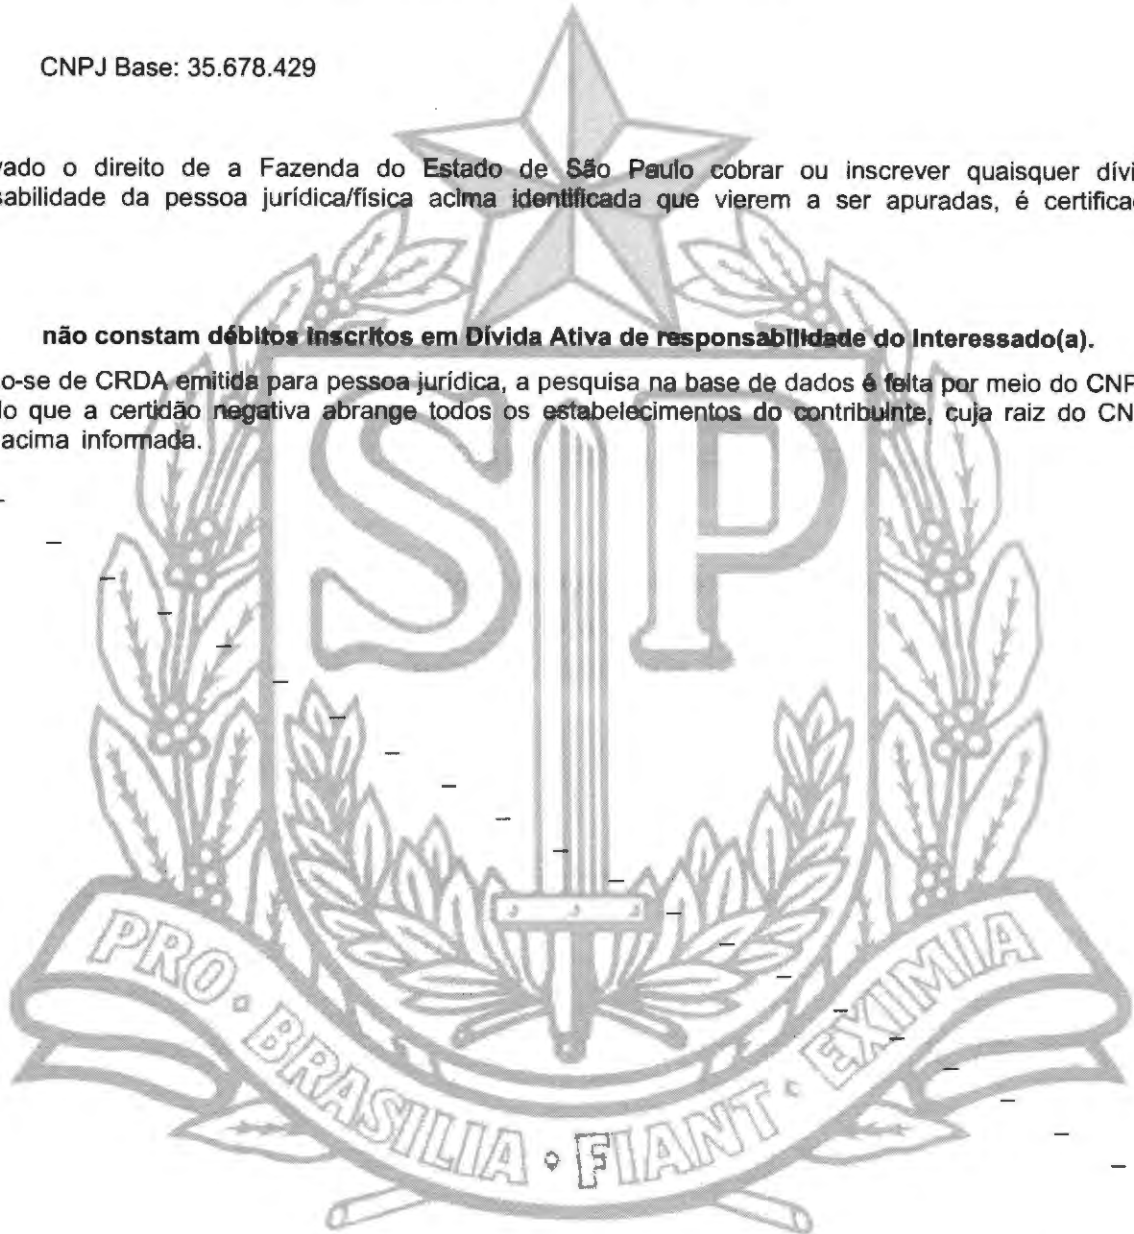 CNPJ Base: 35.678.429
vado o direito de a Fazenda do Estado de São Paulo cobrar ou inscrever quaisquer dívi
sabilidade da pessoa jurídica/física acima identificada que vierem a ser apuradas, é certifica
não constam débitos inscritos em Dívida Ativa de responsabilidade do Interessado(a).
o-se de CRDA emitida para pessoa jurídica, a pesquisa na base de dados é feita por meio do CNP
do que a certidão negativa abrange todos os estabelecimentos do contribuinte, cuja raiz do CN
acima informada.
SP
PRO BRASILIA FIANT EXIMIA